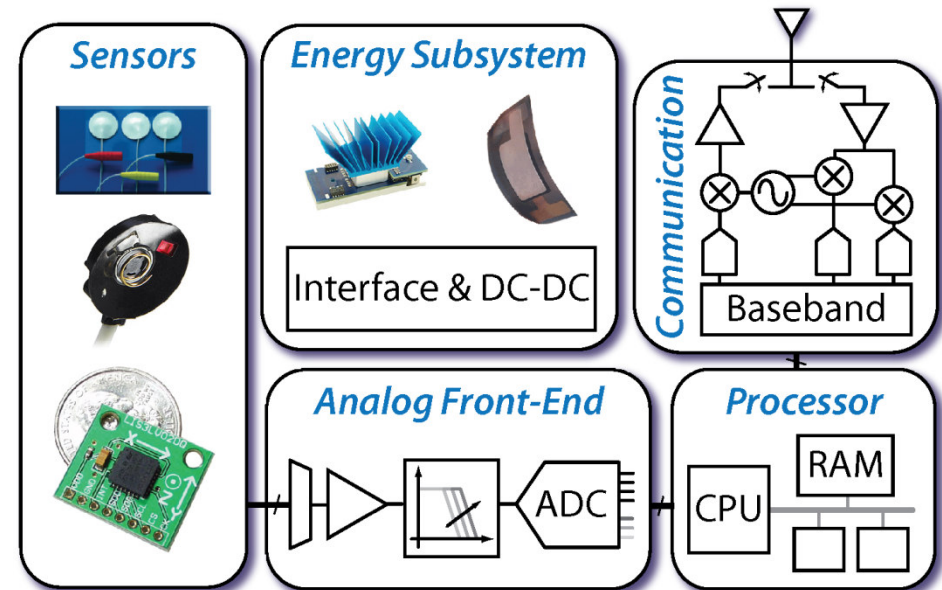 Sensors
Energy Subsystem
Interface & DC-DC
Communication
Baseband
Analog Front-End
ADC
Processor
CPU
RAM
X